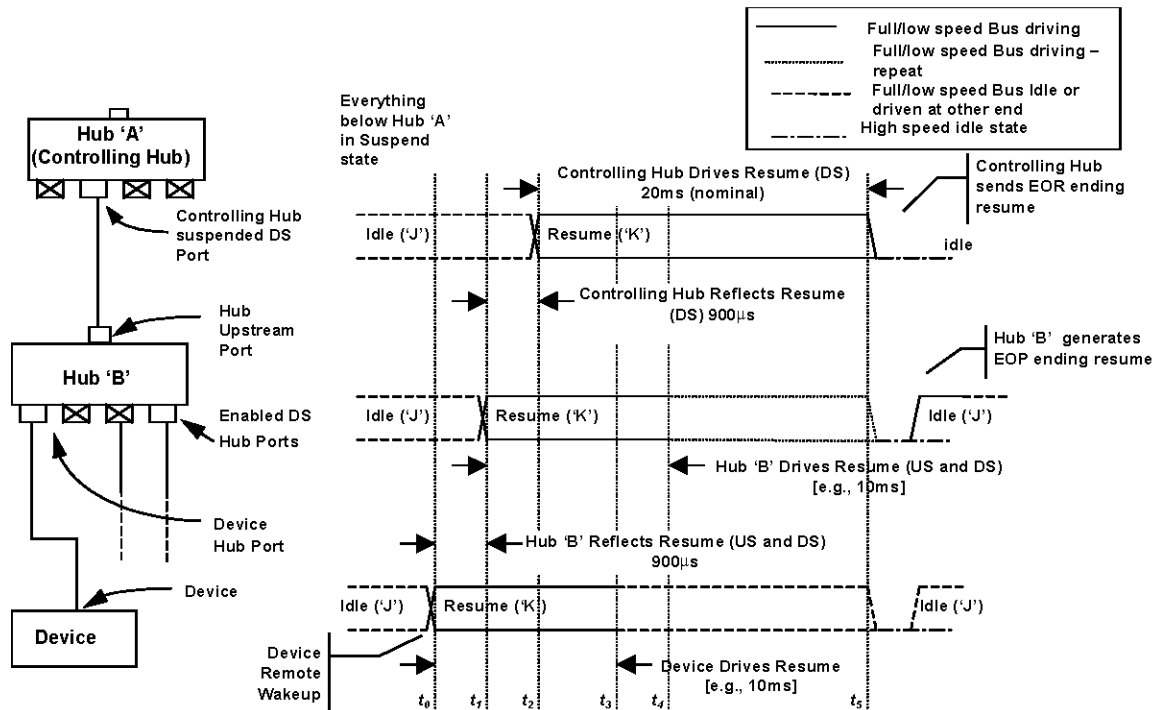 Full/low speed Bus driving
Full/low speed Bus driving –
repeat
Full/low speed Bus Idle or
driven at other end
High speed idle state
Hub ‘A’
(Controlling Hub)
Everything
below Hub ‘A’
in Suspend
state
Controlling Hub Drives Resume (DS)
20ms (nominal)
Controlling Hub
sends EOR ending
resume
Controlling Hub
suspended DS
Port
Idle (‘J’)
Resume (‘K’)
idle
Controlling Hub Reflects Resume
(DS) 900µs
Hub
Upstream
Port
Hub ‘B’ generates
EOP ending resume
Hub ‘B’
Enabled DS
Hub Ports
Idle (‘J’)
Resume (‘K’)
Idle (‘J’)
Hub ‘B’ Drives Resume (US and DS)
[e.g., 10ms]
Device
Hub Port
Hub ‘B’ Reflects Resume (US and DS)
900µs
Device
Idle (‘J’)
Resume (‘K’)
Idle (‘J’)
Device
Device
Remote
Wakeup
Device Drives Resume
[e.g., 10ms]
t0 t1 t2 t3 t4 t5